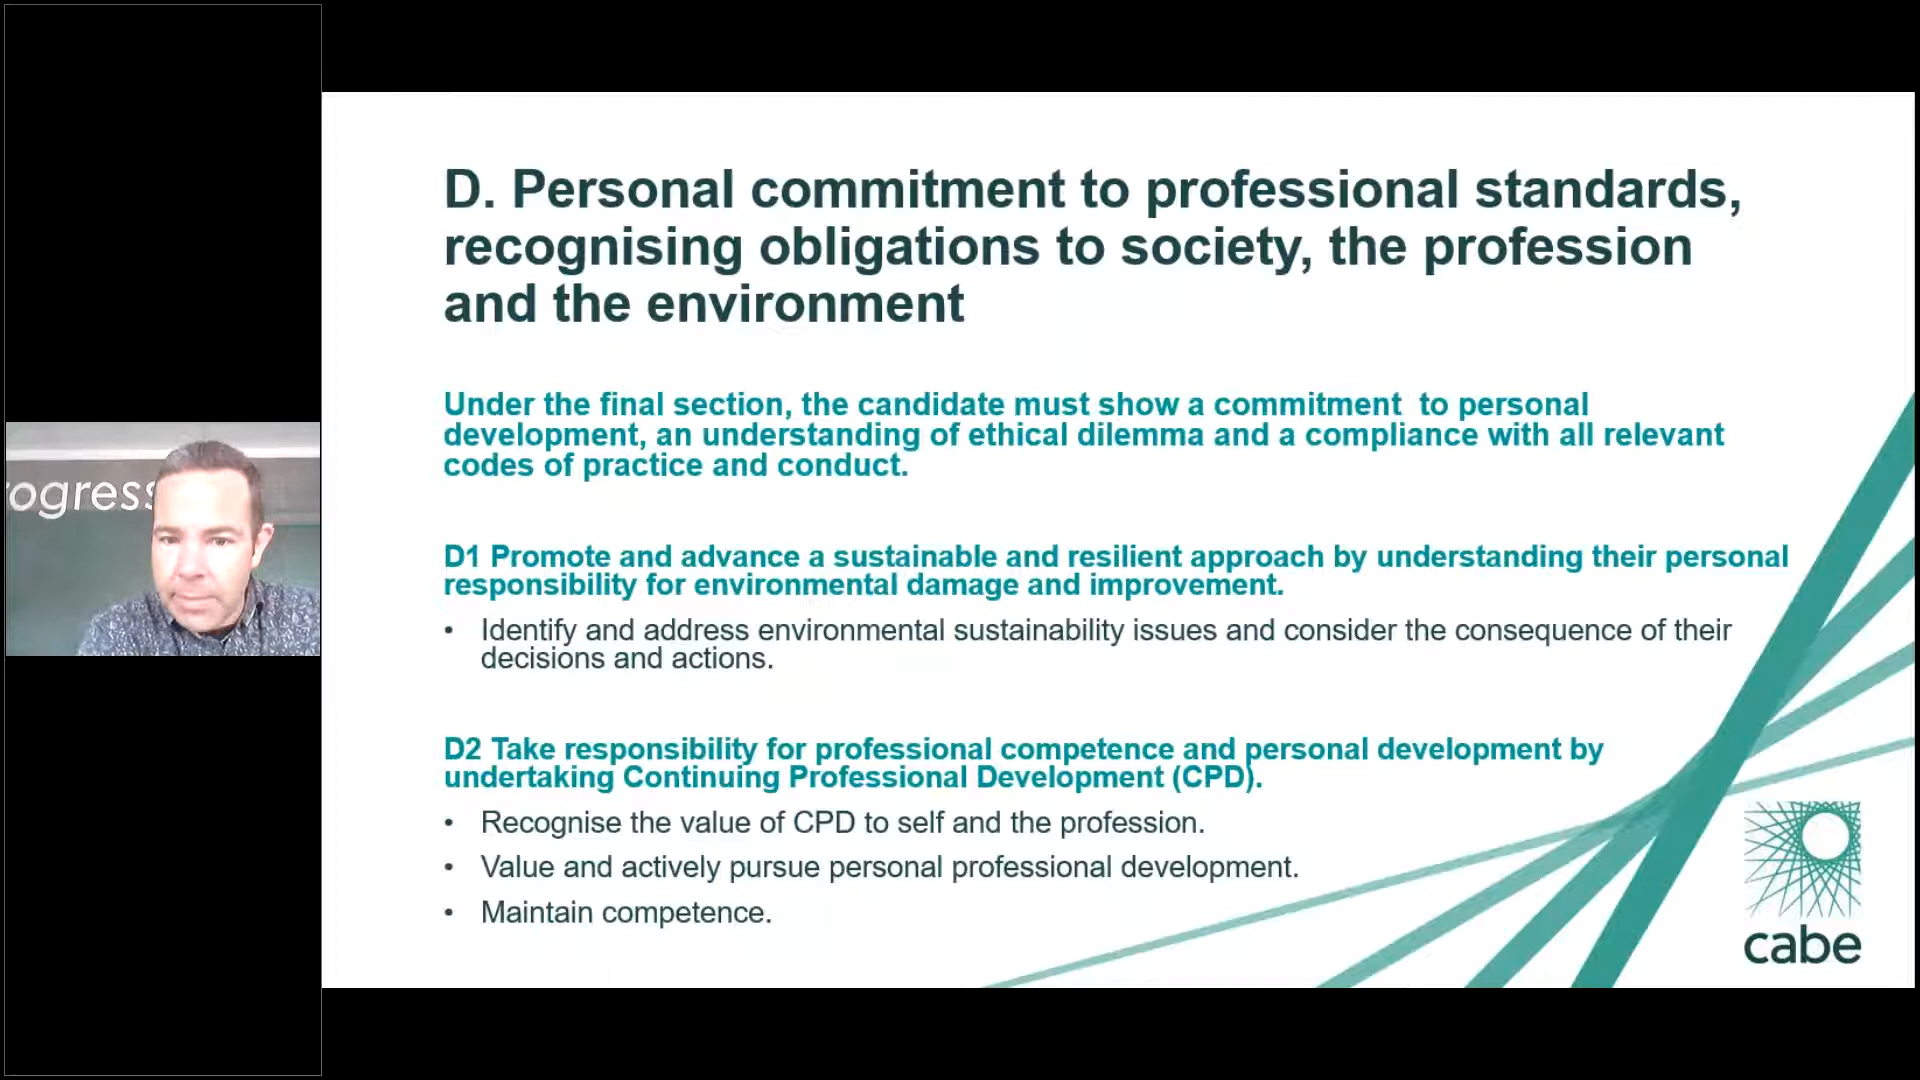 ogress
D. Personal commitment to professional standards,
recognising obligations to society, the profession
and the environment
Under the final section, the candidate must show a commitment  to personal
development, an understanding of ethical dilemma and a compliance with all relevant
codes of practice and conduct.
D1 Promote and advance a sustainable and resilient approach by understanding their personal
responsibility for environmental damage and improvement.
• Identify and address environmental sustainability issues and consider the consequence of their
decisions and actions.
D2 Take responsibility for professional competence and personal development by
undertaking Continuing Professional Development (CPD).
• Recognise the value of CPD to self and the profession.
• Value and actively pursue personal professional development.
• Maintain competence.
cabe